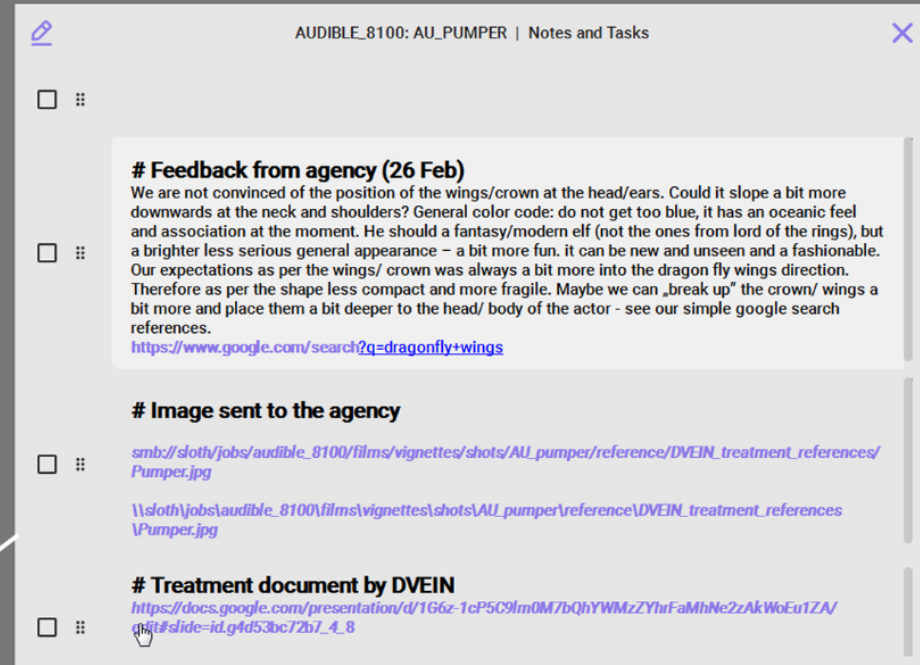 AUDIBLE_8100: AU_PUMPER | Notes and Tasks
# Feedback from agency (26 Feb)
We are not convinced of the position of the wings/crown at the head/ears. Could it slope a bit more
downwards at the neck and shoulders? General color code: do not get too blue, it has an oceanic feel
and association at the moment. He should a fantasy/modern elf (not the ones from lord of the rings), but
a brighter less serious general appearance – a bit more fun. it can be new and unseen and a fashionable.
Our expectations as per the wings/ crown was always a bit more into the dragon fly wings direction.
Therefore as per the shape less compact and more fragile. Maybe we can „break up” the crown/ wings a
bit more and place them a bit deeper to the head/ body of the actor - see our simple google search
references.
https://www.google.com/search?q=dragonfly+wings
# Image sent to the agency
smb://sloth/jobs/audible_8100/films/vignettes/shots/AU_pumper/reference/DVEIN_treatment_references/
Pumper.jpg
\\sloth\jobs\audible_8100\films\vignettes\shots\AU_pumper\reference\DVEIN_treatment_references
\Pumper.jpg
# Treatment document by DVEIN
https://docs.google.com/presentation/d/1G6z-1cP5C9lm0M7bQhYWMzZYhrFaMhNe2zAkWoEu1ZA/
edit#slide=id.g4d53bc72b7_4_8